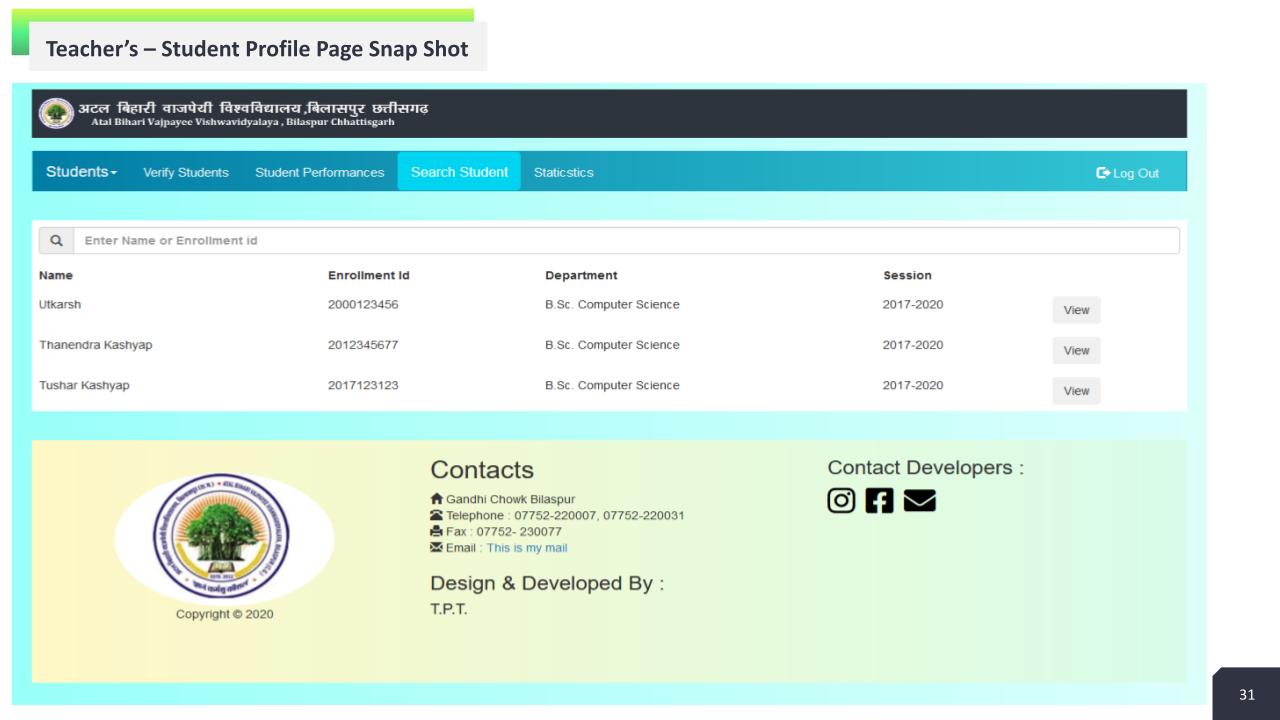 Teacher’s – Student Profile Page Snap Shot
अटल बिहारी वाजपेयी विश्वविद्यालय ,बिलासपुर छत्तीसगढ़
Atal Bihari Vajpayee Vishwavidyalaya , Bilaspur Chhattisgarh
Students Verify Students Student Performances Search Student Staticstics Log Out
Enter Name or Enrollment id
Name Enrollment Id Department Session
Utkarsh 2000123456 B.Sc. Computer Science 2017-2020 View
Thanendra Kashyap 2012345677 B.Sc. Computer Science 2017-2020 View
Tushar Kashyap 2017123123 B.Sc. Computer Science 2017-2020 View
Copyright © 2020
Contacts
Gandhi Chowk Bilaspur
Telephone : 07752-220007, 07752-220031
Fax : 07752- 230077
Email : This is my mail
Design & Developed By :
T.P.T.
Contact Developers :
31